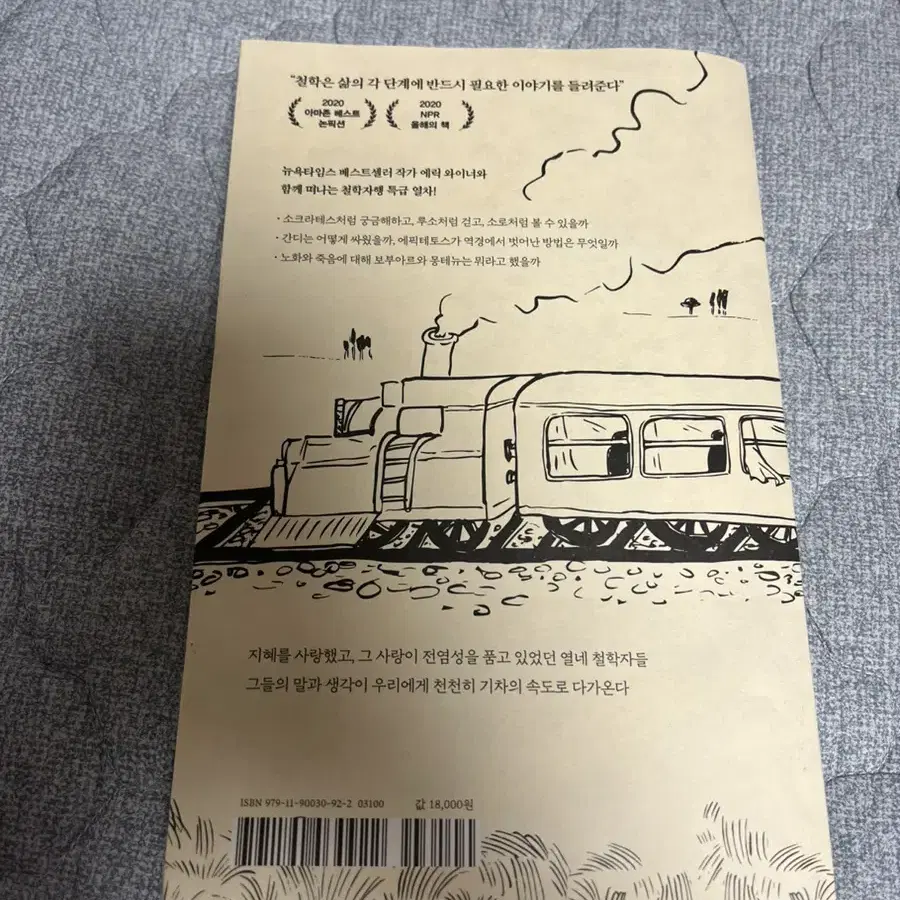 “철학은 삶의 각 단계에 반드시 필요한 이야기를 들려준다”
2020
아마존 베스트
논픽션
2020
NPR
올해의 책
뉴욕타임스 베스트셀러 작가 에릭 와이너와
함께 떠나는 철학자행 특급 열차!
· 소크라테스처럼 궁금해하고, 루소처럼 걷고, 소로처럼 볼 수 있을까
· 간디는 어떻게 싸웠을까, 에픽테토스가 역경에서 벗어난 방법은 무엇일까
· 노화와 죽음에 대해 보부아르와 몽테뉴는 뭐라고 했을까
지혜를 사랑했고, 그 사랑이 전염성을 품고 있었던 열네 철학자들
그들의 말과 생각이 우리에게 천천히 기차의 속도로 다가온다
ISBN 979-11-90030-92-2 03100 값 18,000원